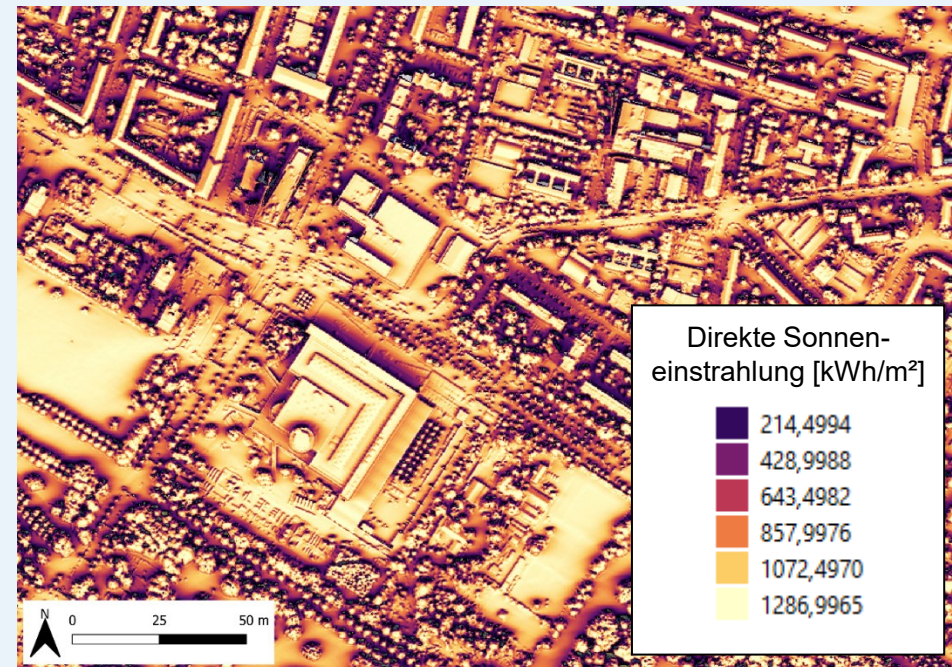 Direkte Sonnen-
einstrahlung [kWh/m²]
214,4994
428,9988
643,4982
857,9976
1072,4970
1286,9965
N
0 25 50 m